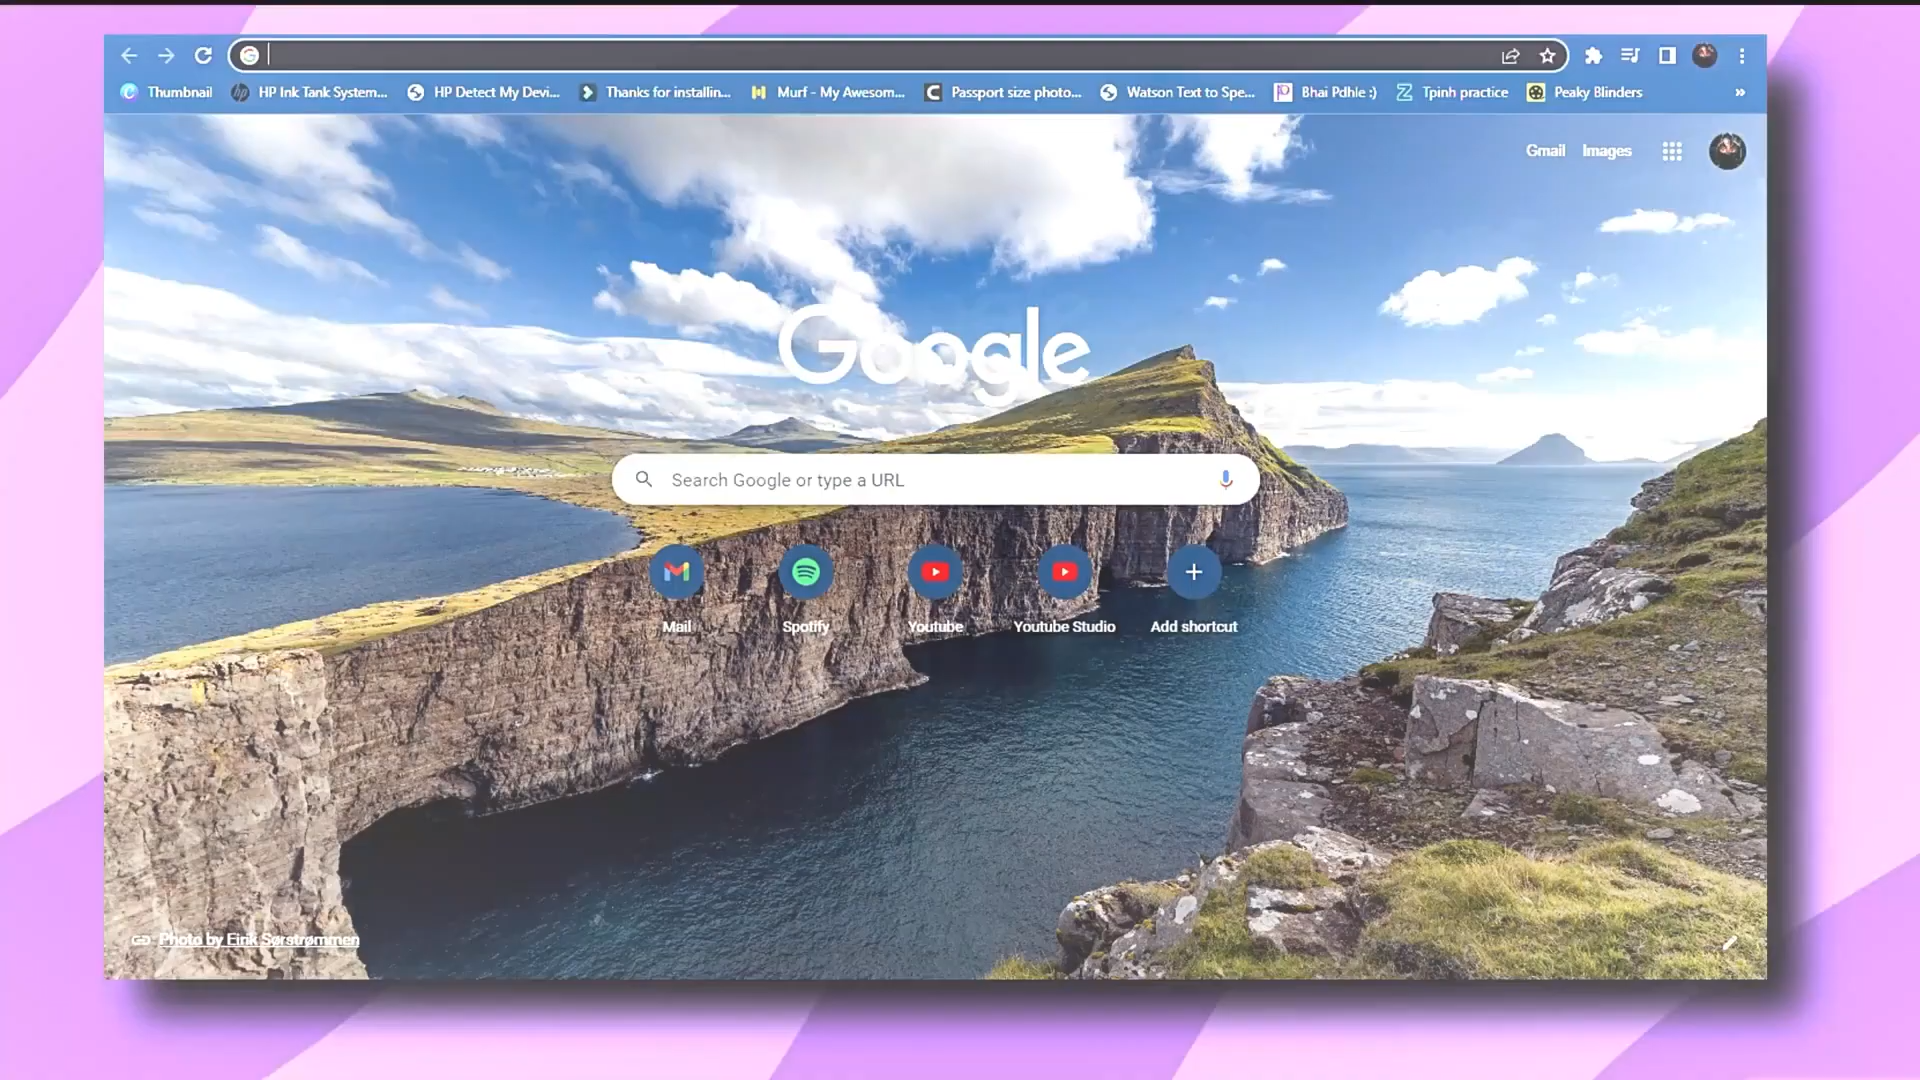 Thumbnail HP Ink Tank System... HP Detect My Devi... Thanks for installin... Murf - My Awesom... Passport size photo... Watson Text to Spe... Bhai Pdhle :) Tpinh practice Peaky Blinders »
Gmail Images
Google
Search Google or type a URL
Mail Spotify Youtube Youtube Studio Add shortcut
Photo by Eirik Sørstrømmen